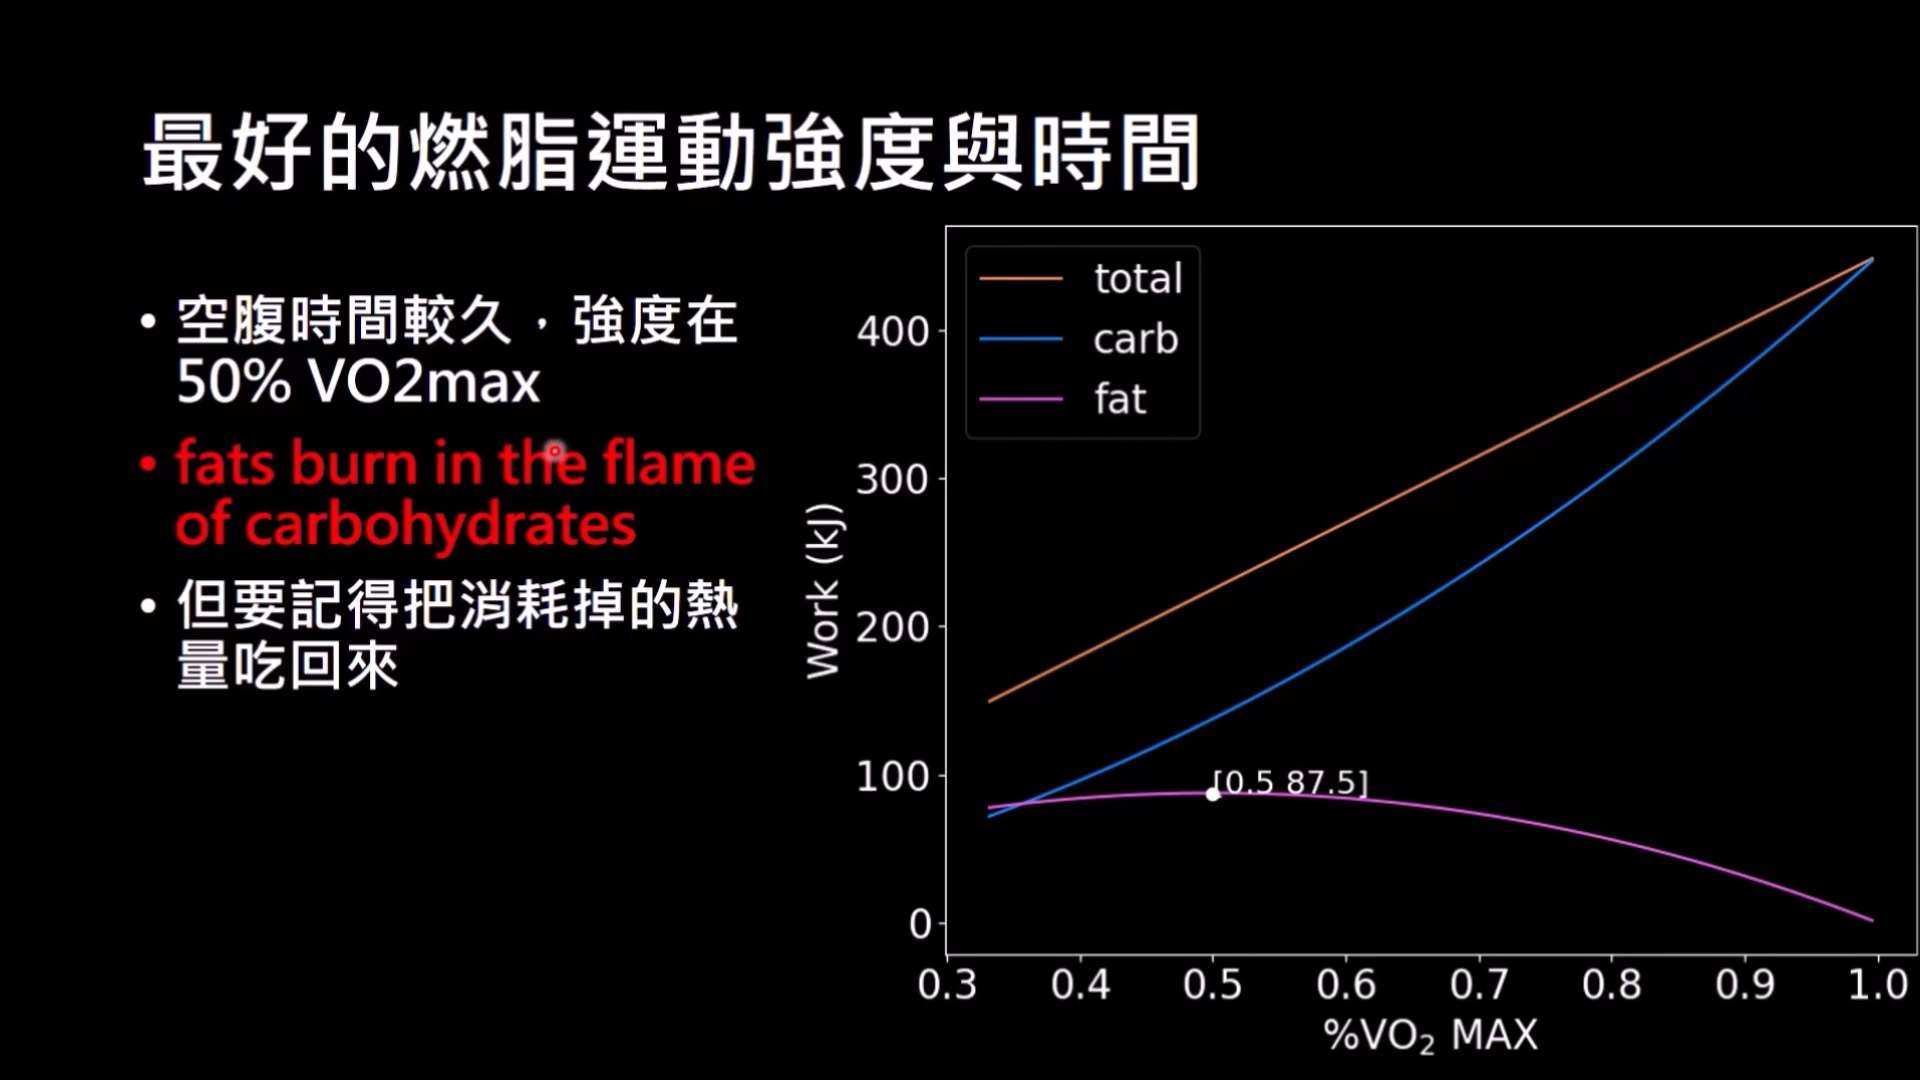 最好的燃脂運動強度與時間
• 空腹時間較久，強度在
50% VO2max
• fats burn in the flame
of carbohydrates
• 但要記得把消耗掉的熱
量吃回來
total
carb
fat
Work (kJ)
400
300
200
100
0
[0.5 87.5]
0.3 0.4 0.5 0.6 0.7 0.8 0.9 1.0
%VO₂ MAX